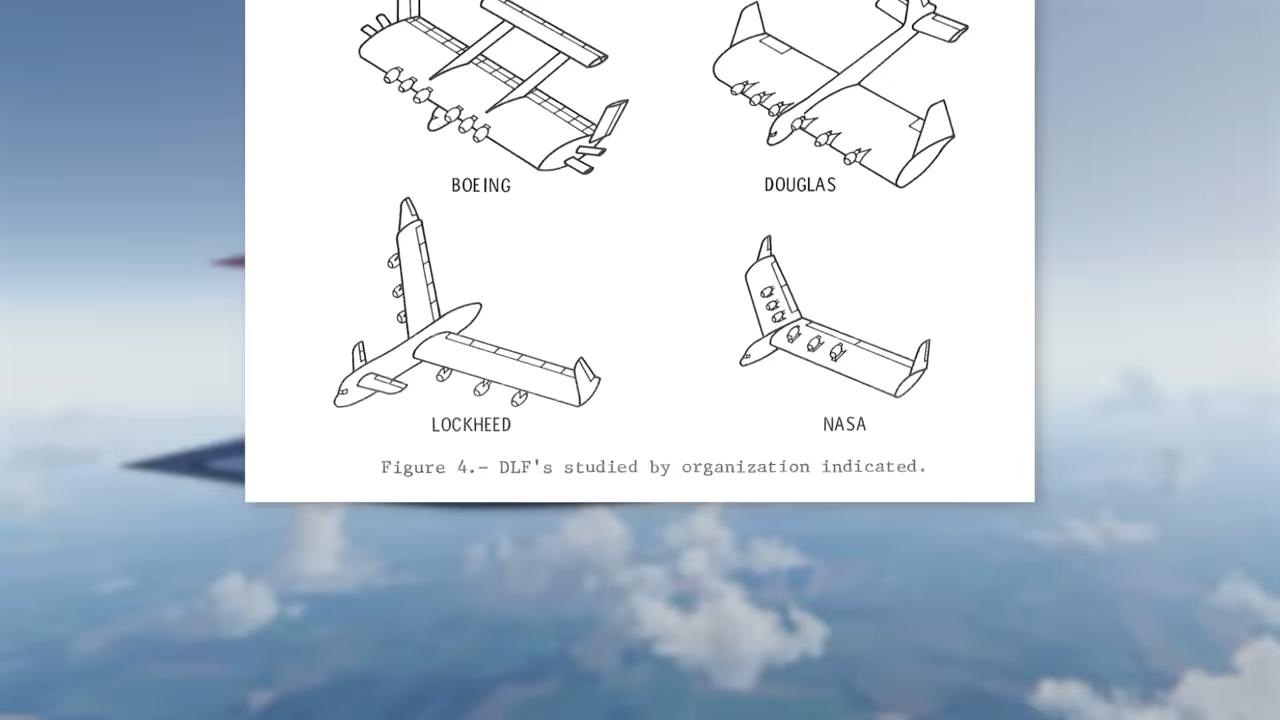 BOEING
DOUGLAS
LOCKHEED
NASA
Figure 4.- DLF's studied by organization indicated.